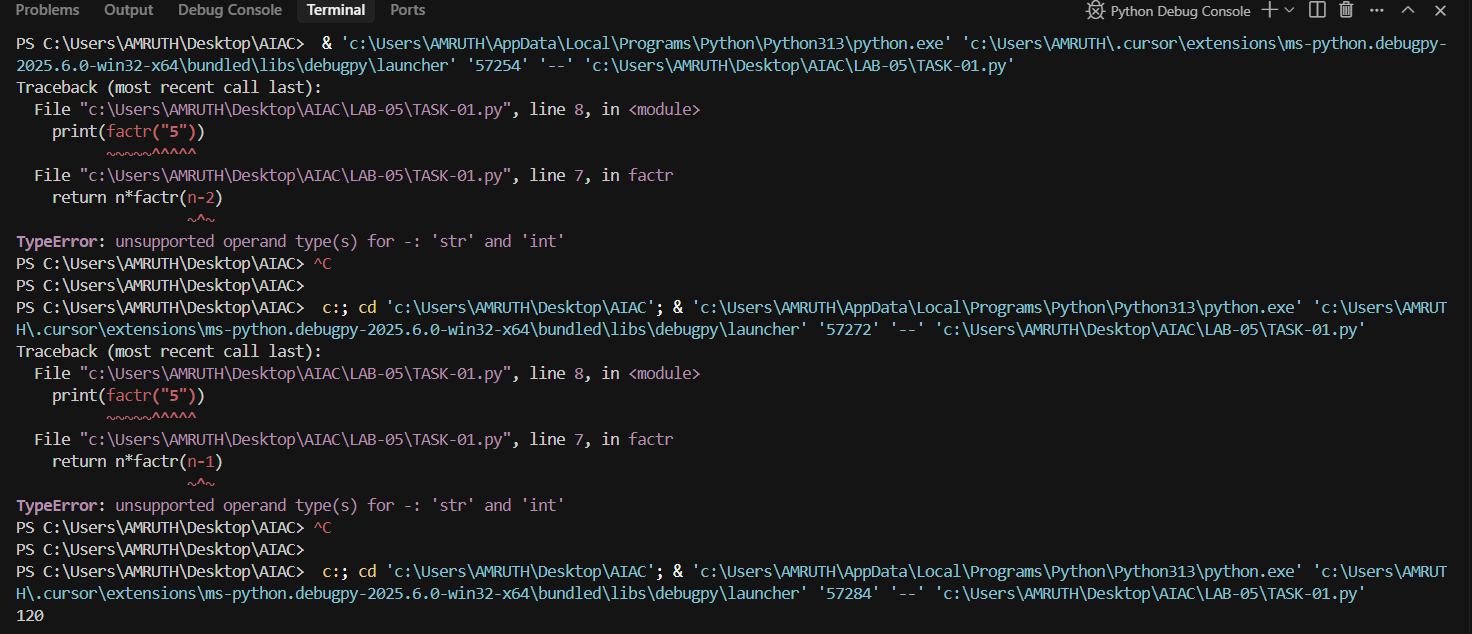 Problems Output Debug Console Terminal Ports Python Debug Console
PS C:\Users\AMRUTH\Desktop\AIAC>  & 'c:\Users\AMRUTH\AppData\Local\Programs\Python\Python313\python.exe' 'c:\Users\AMRUTH\.cursor\extensions\ms-python.debugpy-
2025.6.0-win32-x64\bundled\libs\debugpy\launcher' '57254' '--' 'c:\Users\AMRUTH\Desktop\AIAC\LAB-05\TASK-01.py'
Traceback (most recent call last):
  File "c:\Users\AMRUTH\Desktop\AIAC\LAB-05\TASK-01.py", line 8, in <module>
    print(factr("5"))
          ~~~~~^^^^^
  File "c:\Users\AMRUTH\Desktop\AIAC\LAB-05\TASK-01.py", line 7, in factr
    return n*factr(n-2)
                   ~^~
TypeError: unsupported operand type(s) for -: 'str' and 'int'
PS C:\Users\AMRUTH\Desktop\AIAC> ^C
PS C:\Users\AMRUTH\Desktop\AIAC>
PS C:\Users\AMRUTH\Desktop\AIAC>  c:; cd 'c:\Users\AMRUTH\Desktop\AIAC'; & 'c:\Users\AMRUTH\AppData\Local\Programs\Python\Python313\python.exe' 'c:\Users\AMRUT
H\.cursor\extensions\ms-python.debugpy-2025.6.0-win32-x64\bundled\libs\debugpy\launcher' '57272' '--' 'c:\Users\AMRUTH\Desktop\AIAC\LAB-05\TASK-01.py'
Traceback (most recent call last):
  File "c:\Users\AMRUTH\Desktop\AIAC\LAB-05\TASK-01.py", line 8, in <module>
    print(factr("5"))
          ~~~~~^^^^^
  File "c:\Users\AMRUTH\Desktop\AIAC\LAB-05\TASK-01.py", line 7, in factr
    return n*factr(n-1)
                   ~^~
TypeError: unsupported operand type(s) for -: 'str' and 'int'
PS C:\Users\AMRUTH\Desktop\AIAC> ^C
PS C:\Users\AMRUTH\Desktop\AIAC>
PS C:\Users\AMRUTH\Desktop\AIAC>  c:; cd 'c:\Users\AMRUTH\Desktop\AIAC'; & 'c:\Users\AMRUTH\AppData\Local\Programs\Python\Python313\python.exe' 'c:\Users\AMRUT
H\.cursor\extensions\ms-python.debugpy-2025.6.0-win32-x64\bundled\libs\debugpy\launcher' '57284' '--' 'c:\Users\AMRUTH\Desktop\AIAC\LAB-05\TASK-01.py'
120